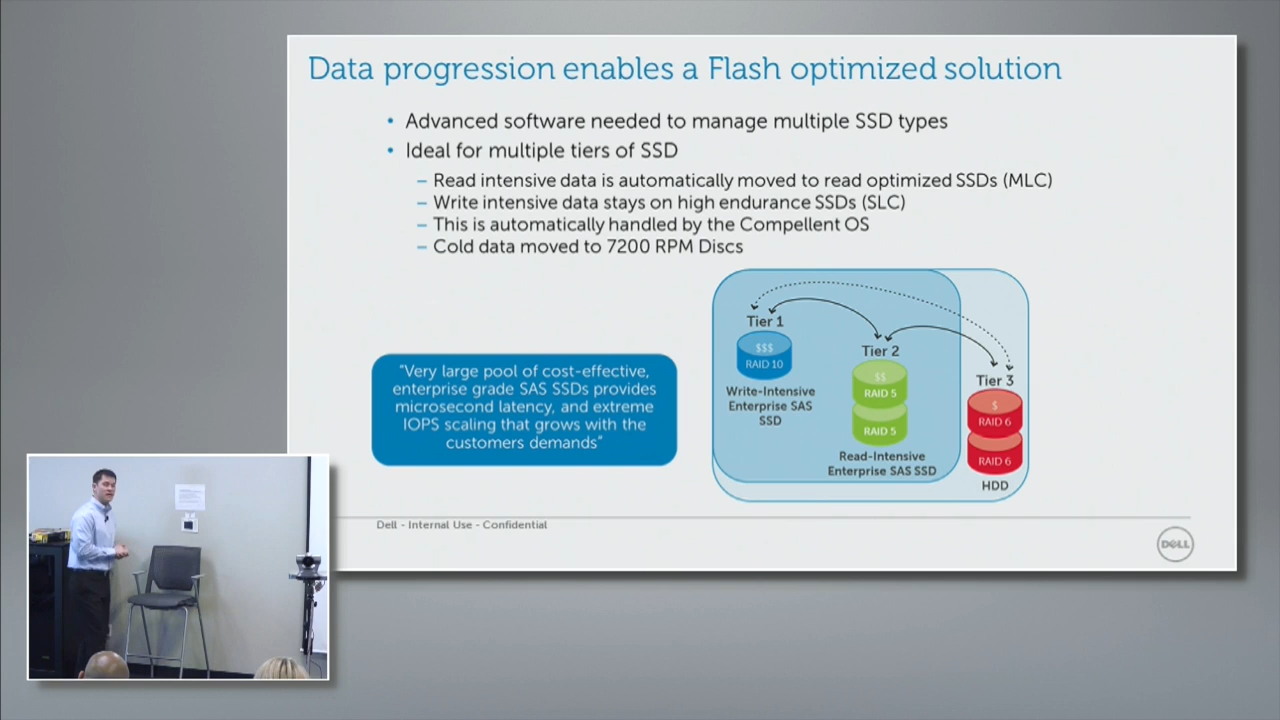 Data progression enables a Flash optimized solution
• Advanced software needed to manage multiple SSD types
• Ideal for multiple tiers of SSD
– Read intensive data is automatically moved to read optimized SSDs (MLC)
– Write intensive data stays on high endurance SSDs (SLC)
– This is automatically handled by the Compellent OS
– Cold data moved to 7200 RPM Discs
"Very large pool of cost-effective,
enterprise grade SAS SSDs provides
microsecond latency, and extreme
IOPS scaling that grows with the
customers demands"
Tier 1
$$$
RAID 10
Write-Intensive
Enterprise SAS
SSD
Tier 2
$$
RAID 5
RAID 5
Read-Intensive
Enterprise SAS SSD
Tier 3
$
RAID 6
RAID 6
HDD
Dell - Internal Use - Confidential
DELL